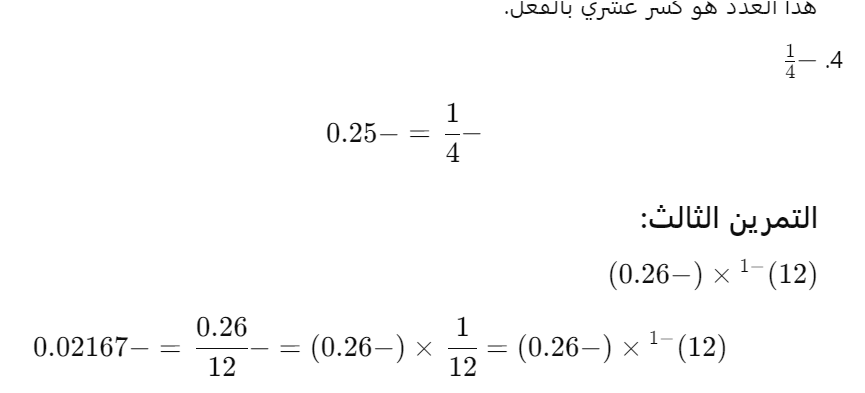 هذا العدد هو كسر عشري بالفعل.
4. −1/4
−1/4 = −0.25
التمرين الثالث:
(12)⁻¹ × (−0.26)
(12)⁻¹ × (−0.26) = 1/12 × (−0.26) = −0.26/12 = −0.02167